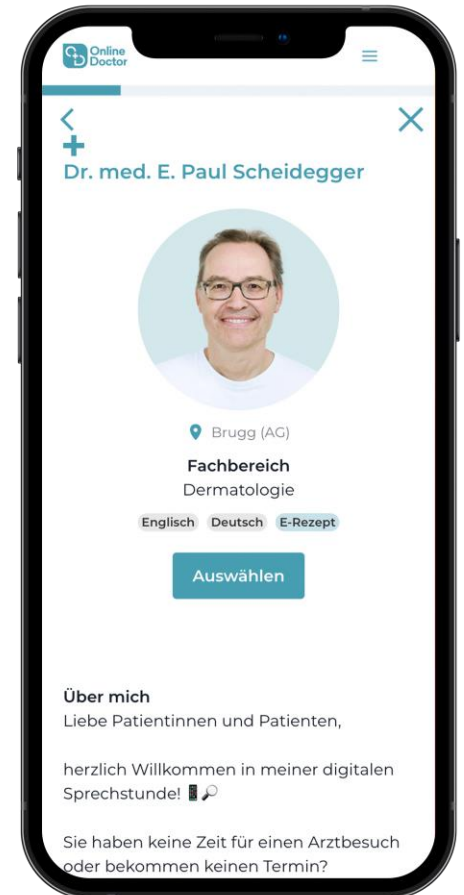 Online
Doctor
Dr. med. E. Paul Scheidegger
Brugg (AG)
Fachbereich
Dermatologie
Englisch Deutsch E-Rezept
Auswählen
Über mich
Liebe Patientinnen und Patienten,
herzlich Willkommen in meiner digitalen
Sprechstunde! 📱🔎
Sie haben keine Zeit für einen Arztbesuch
oder bekommen keinen Termin?